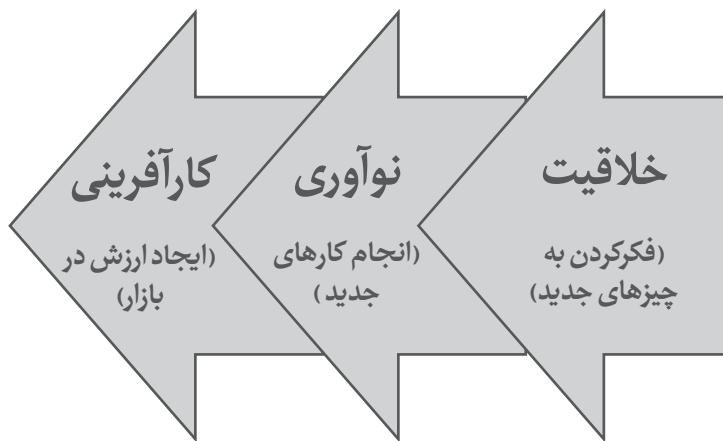 خلاقیت
(فکرکردن به
چیزهای جدید)
نوآوری
(انجام کارهای
جدید)
کارآفرینی
(ایجاد ارزش در
بازار)